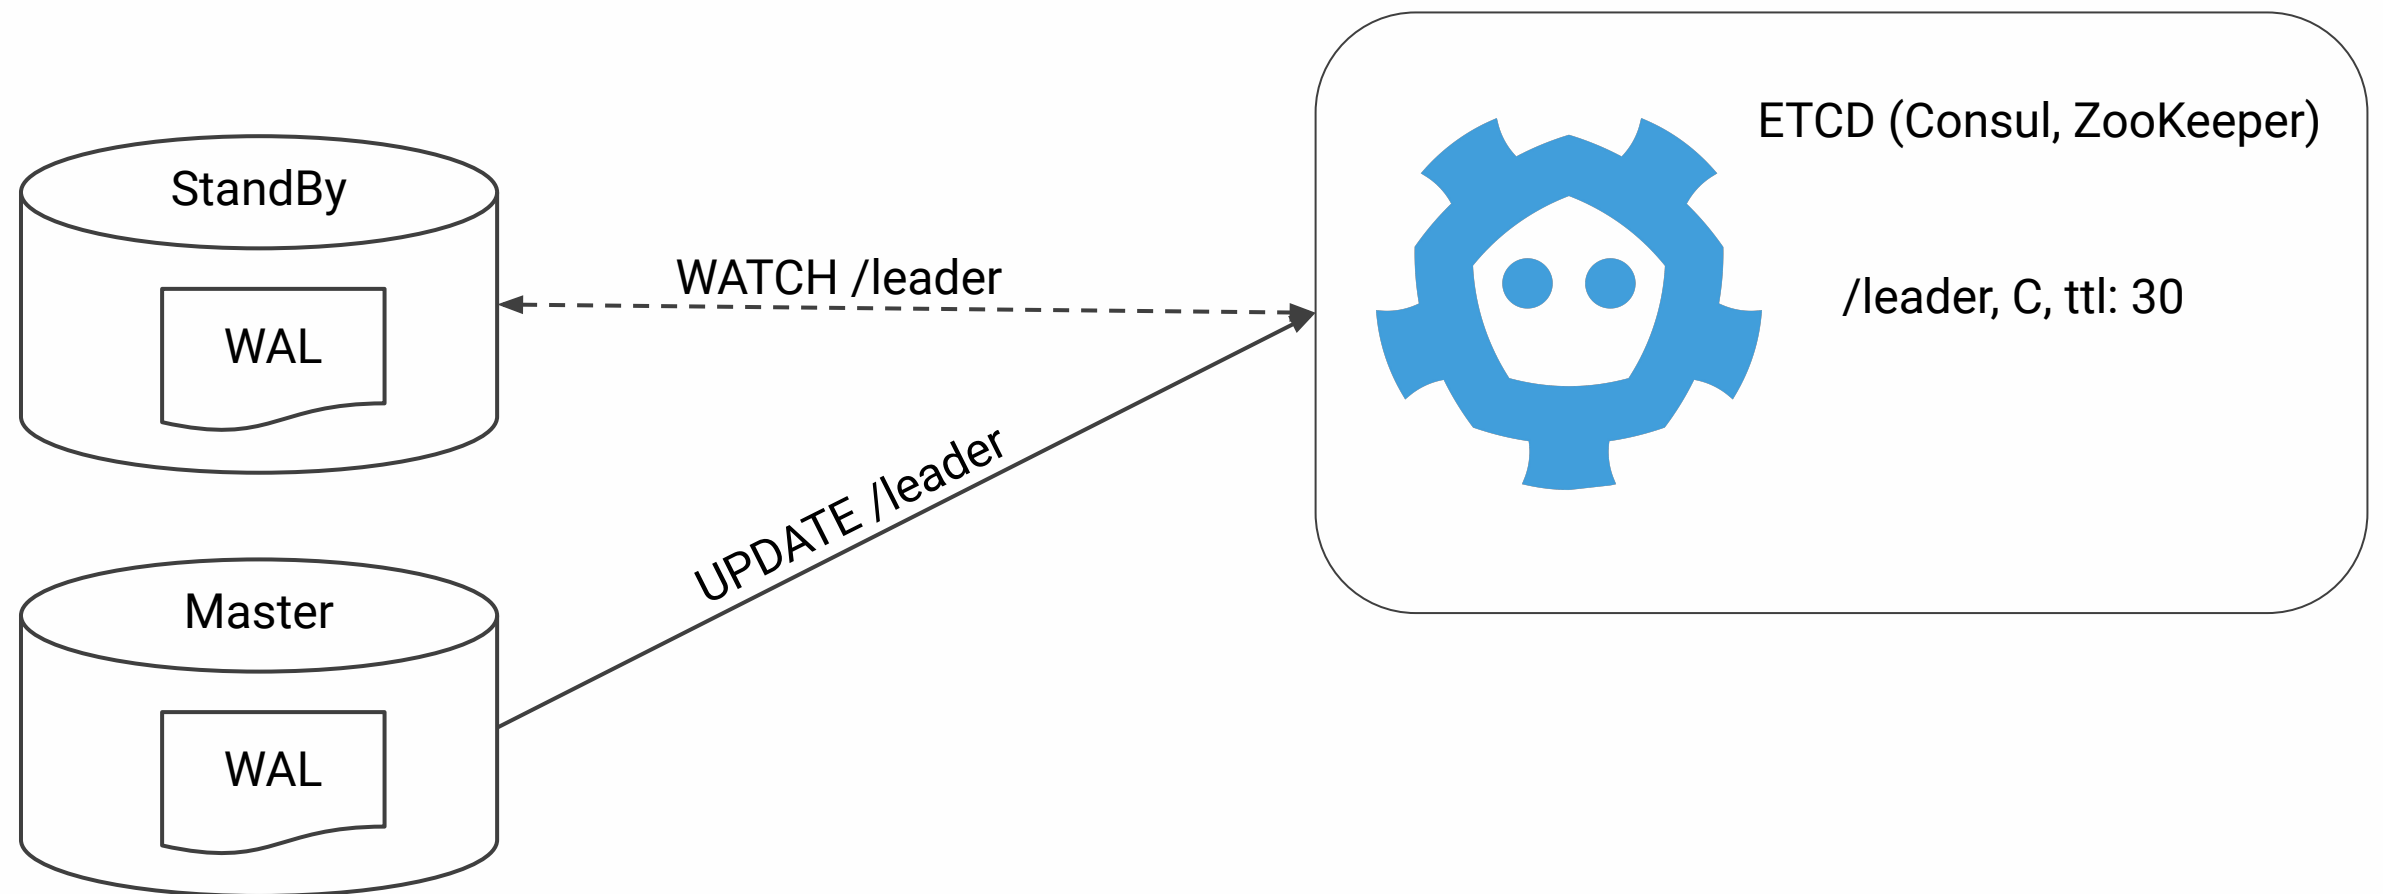 StandBy
WAL
WATCH /leader
ETCD (Consul, ZooKeeper)
/leader, C, ttl: 30
UPDATE /leader
Master
WAL